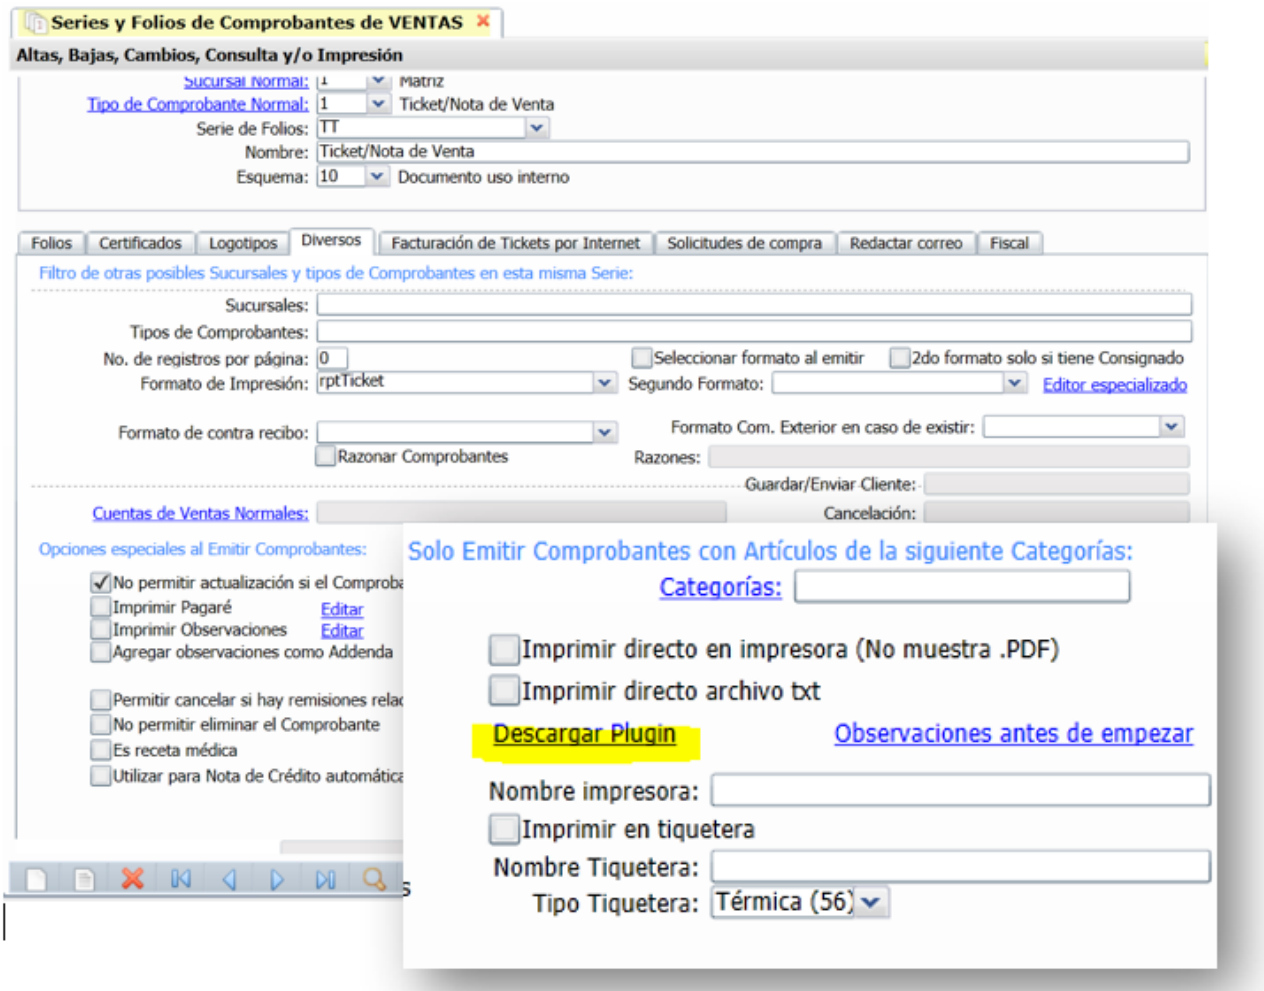 Series y Folios de Comprobantes de VENTAS
Altas, Bajas, Cambios, Consulta y/o Impresión
Sucursal Normal: 1 Matriz
Tipo de Comprobante Normal: 1 Ticket/Nota de Venta
Serie de Folios: TT
Nombre: Ticket/Nota de Venta
Esquema: 10 Documento uso interno
Folios Certificados Logotipos Diversos Facturación de Tickets por Internet Solicitudes de compra Redactar correo Fiscal
Filtro de otras posibles Sucursales y tipos de Comprobantes en esta misma Serie:
Sucursales:
Tipos de Comprobantes:
No. de registros por página: 0 Seleccionar formato al emitir 2do formato solo si tiene Consignado
Formato de Impresión: rptTicket Segundo Formato: Editor especializado
Formato de contra recibo: Formato Com. Exterior en caso de existir:
Razonar Comprobantes Razones:
Guardar/Enviar Cliente:
Cuentas de Ventas Normales: Cancelación:
Opciones especiales al Emitir Comprobantes:
No permitir actualización si el Comproba
Imprimir Pagaré Editar
Imprimir Observaciones Editar
Agregar observaciones como Addenda
Permitir cancelar si hay remisiones relac
No permitir eliminar el Comprobante
Es receta médica
Utilizar para Nota de Crédito automática
s
Solo Emitir Comprobantes con Artículos de la siguiente Categorías:
Categorías:
Imprimir directo en impresora (No muestra .PDF)
Imprimir directo archivo txt
Descargar Plugin Observaciones antes de empezar
Nombre impresora:
Imprimir en tiquetera
Nombre Tiquetera:
Tipo Tiquetera: Térmica (56)